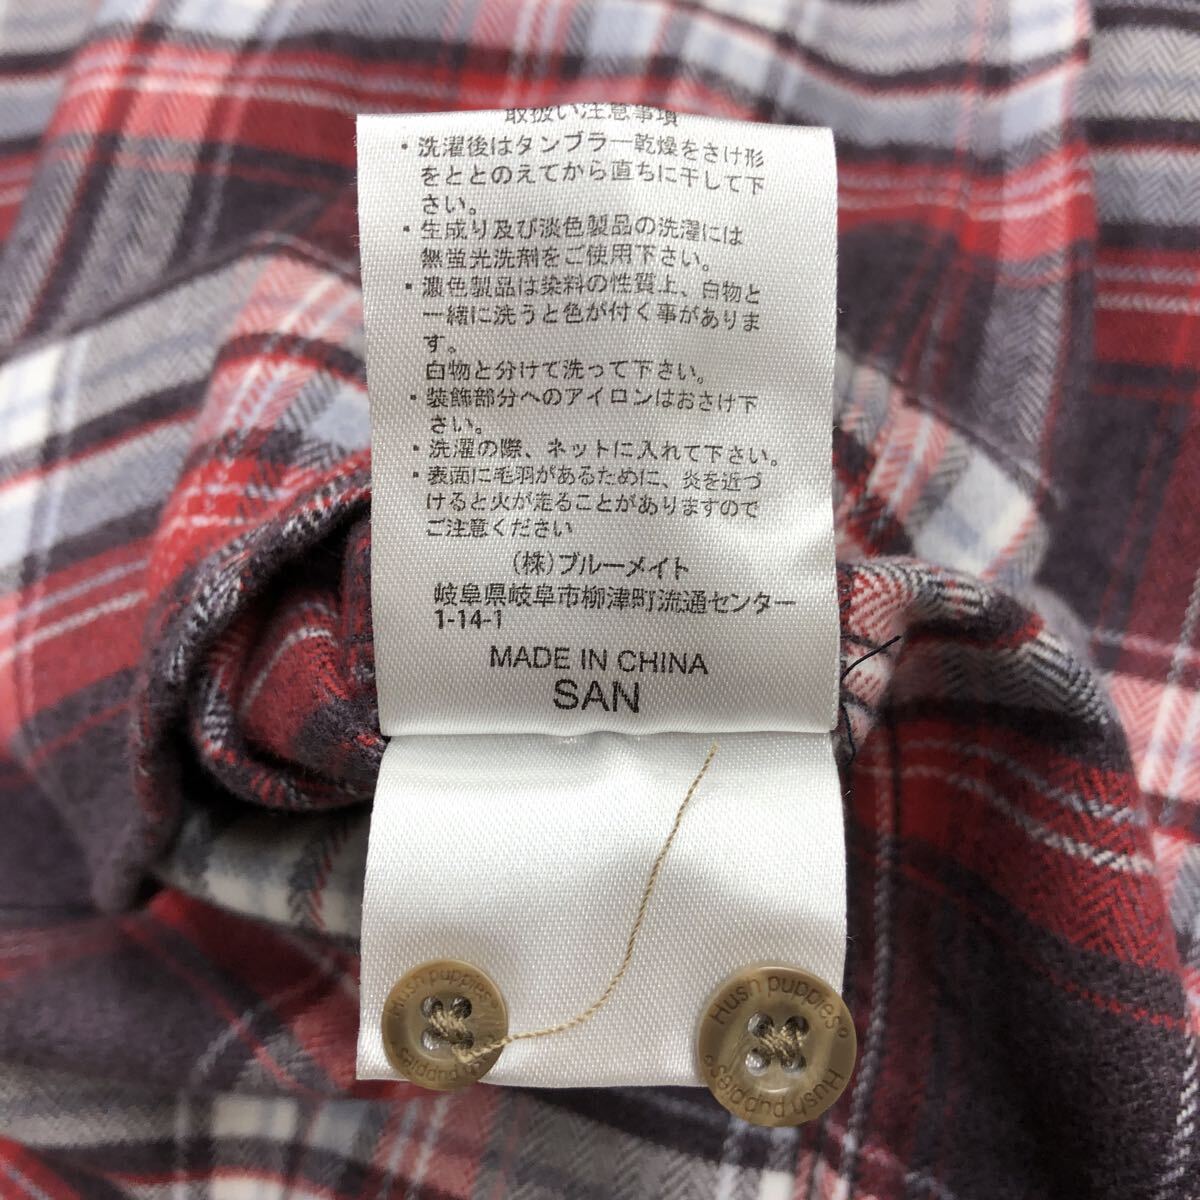 取扱い注意事項
・洗濯後はタンブラー乾燥をさけ形
をととのえてから直ちに干して下
さい。
・生成り及び淡色製品の洗濯には
無蛍光洗剤をご使用下さい。
・濃色製品は染料の性質上、白物と
一緒に洗うと色が付く事がありま
す。
白物と分けて洗って下さい。
・装飾部分へのアイロンはおさけ下
さい。
・洗濯の際、ネットに入れて下さい。
・表面に毛羽があるために、炎を近づ
けると火が走ることがありますので
ご注意ください
(株)ブルーメイト
岐阜県岐阜市柳津町流通センター
1-14-1
MADE IN CHINA
SAN
Hush puppies®
Hush puppies
Hush puppies®
Hush puppies